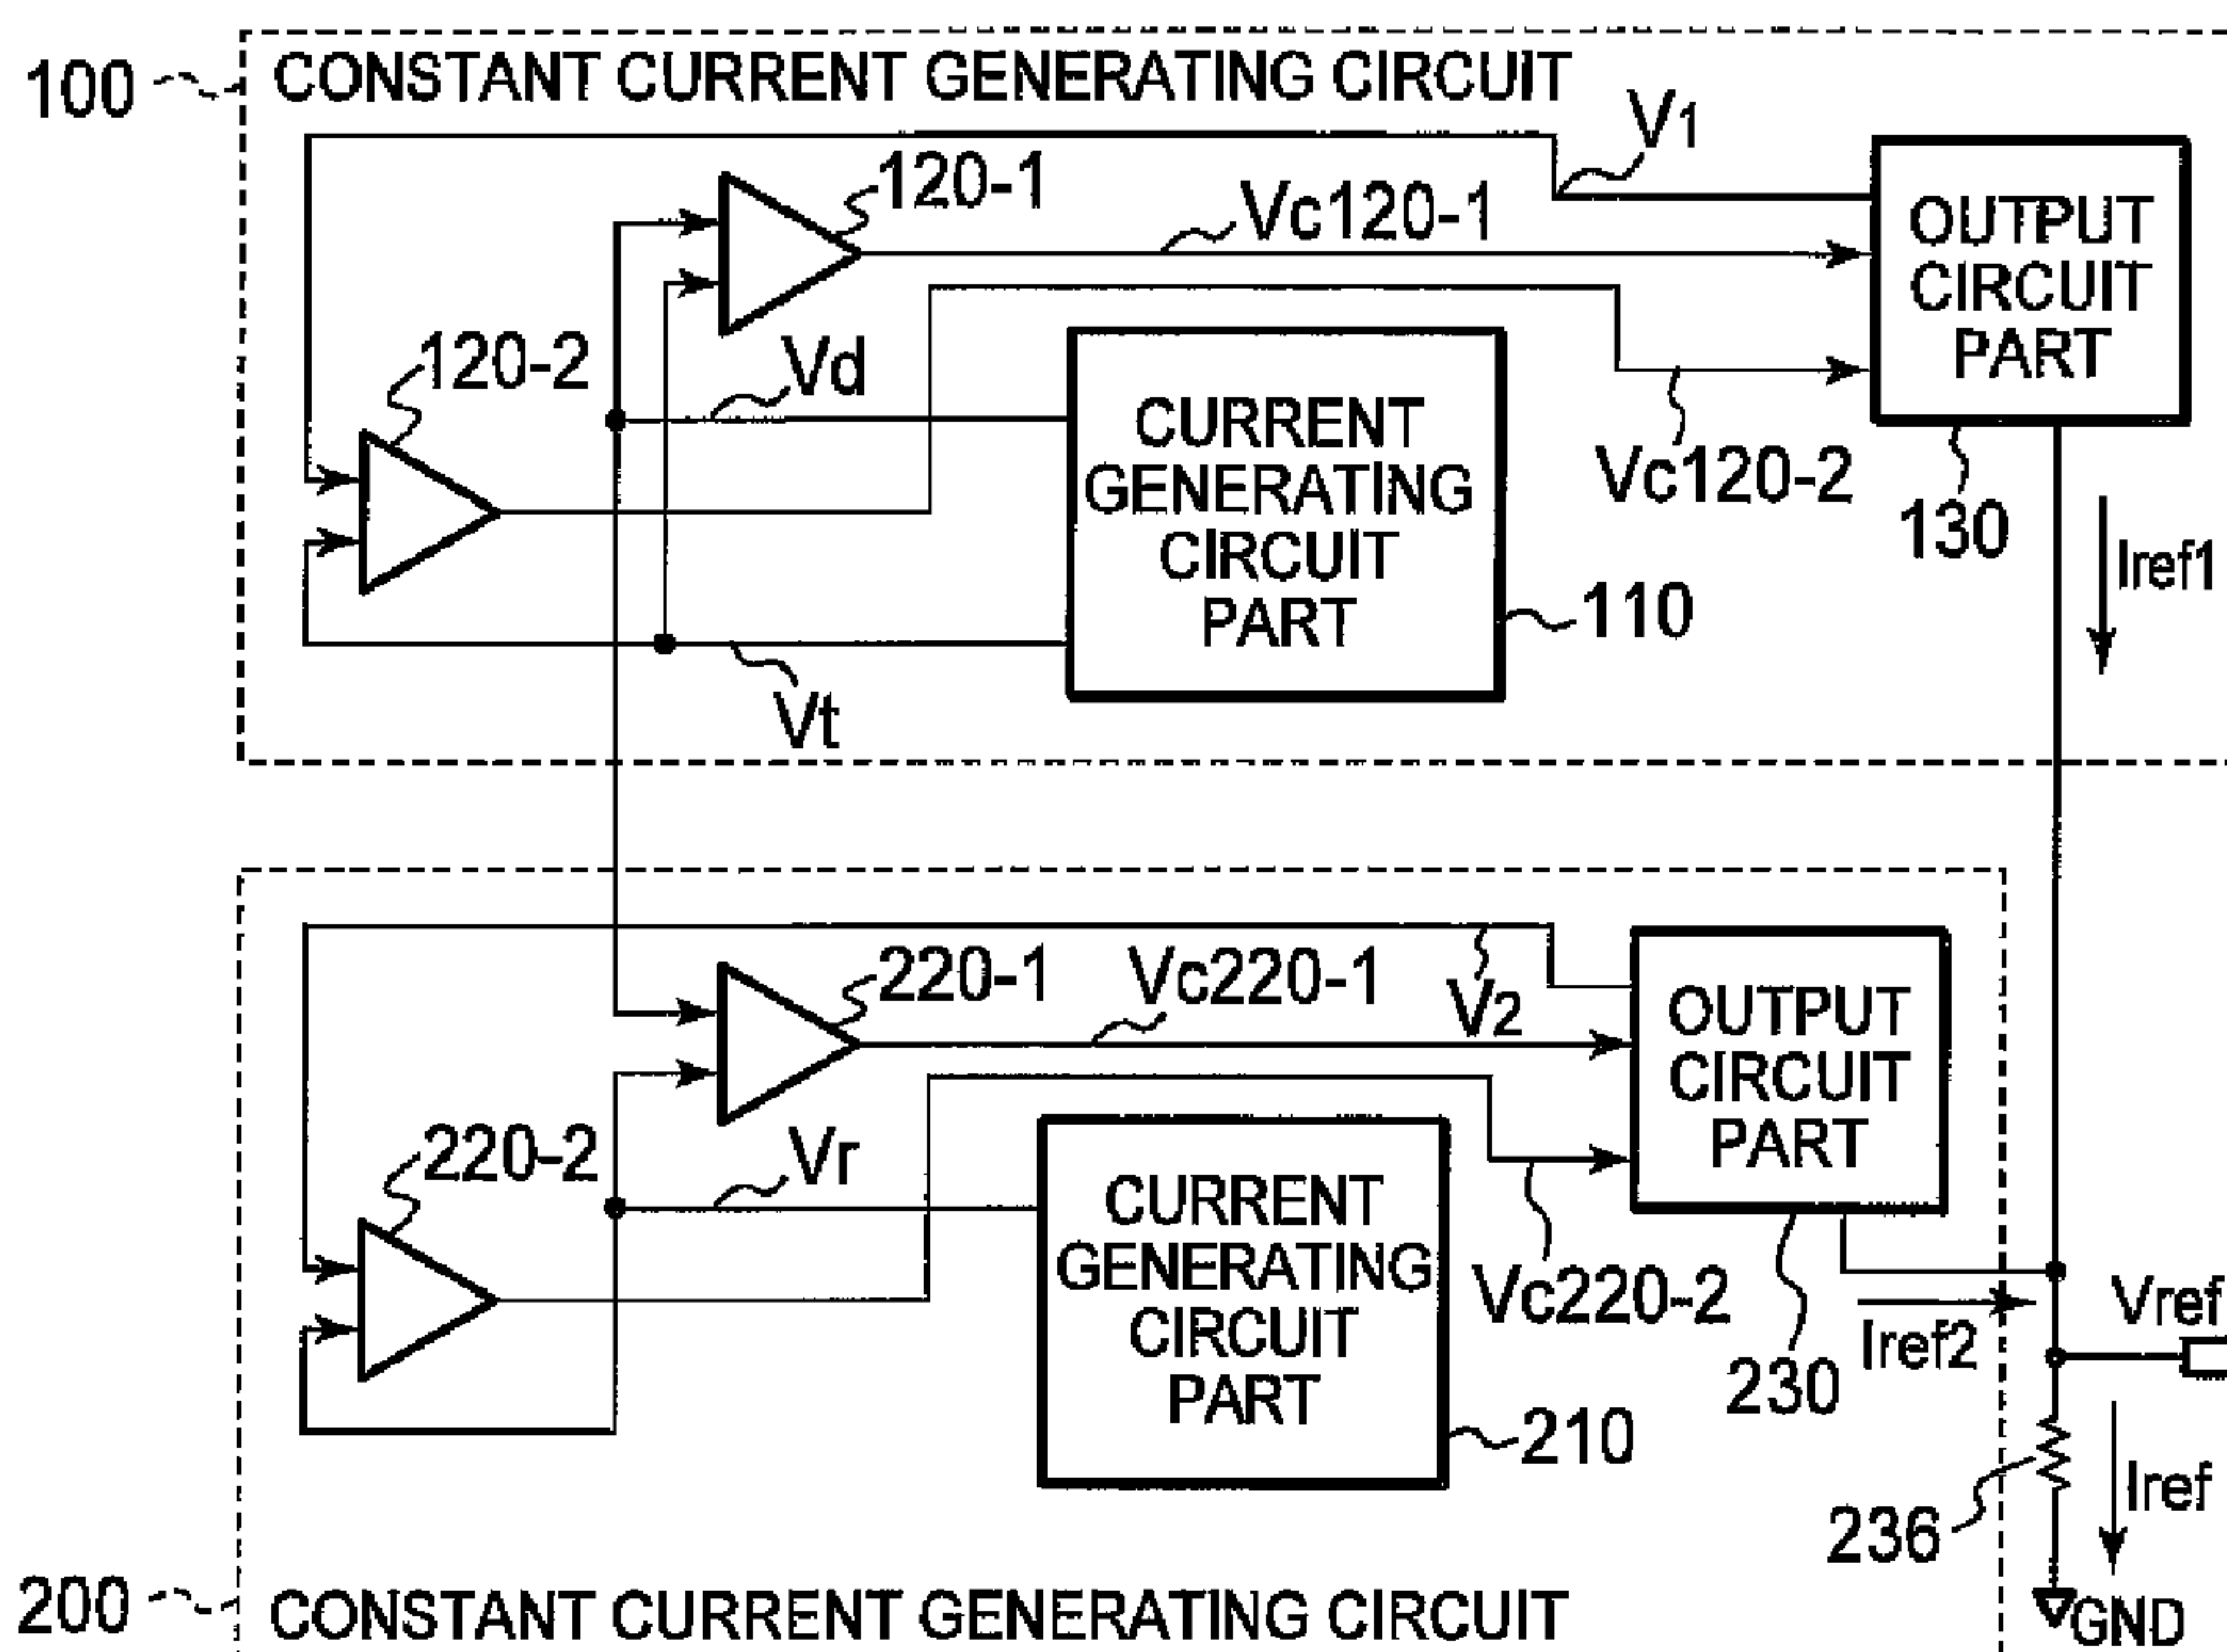 100
CONSTANT CURRENT GENERATING CIRCUIT
V1
120-1
Vc120-1
OUTPUT
CIRCUIT
PART
120-2
Vd
CURRENT
GENERATING
CIRCUIT
PART
Vc120-2
130
Iref1
110
Vt
220-1
Vc220-1
V2
OUTPUT
CIRCUIT
PART
220-2
Vr
CURRENT
GENERATING
CIRCUIT
PART
Vc220-2
Iref2
Vref
230
210
236
Iref
200
CONSTANT CURRENT GENERATING CIRCUIT
GND